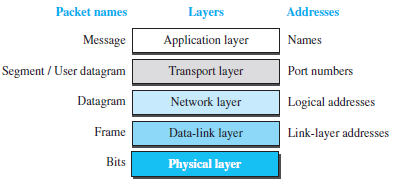 Packet names Layers Addresses
Message Application layer Names
Segment / User datagram Transport layer Port numbers
Datagram Network layer Logical addresses
Frame Data-link layer Link-layer addresses
Bits Physical layer